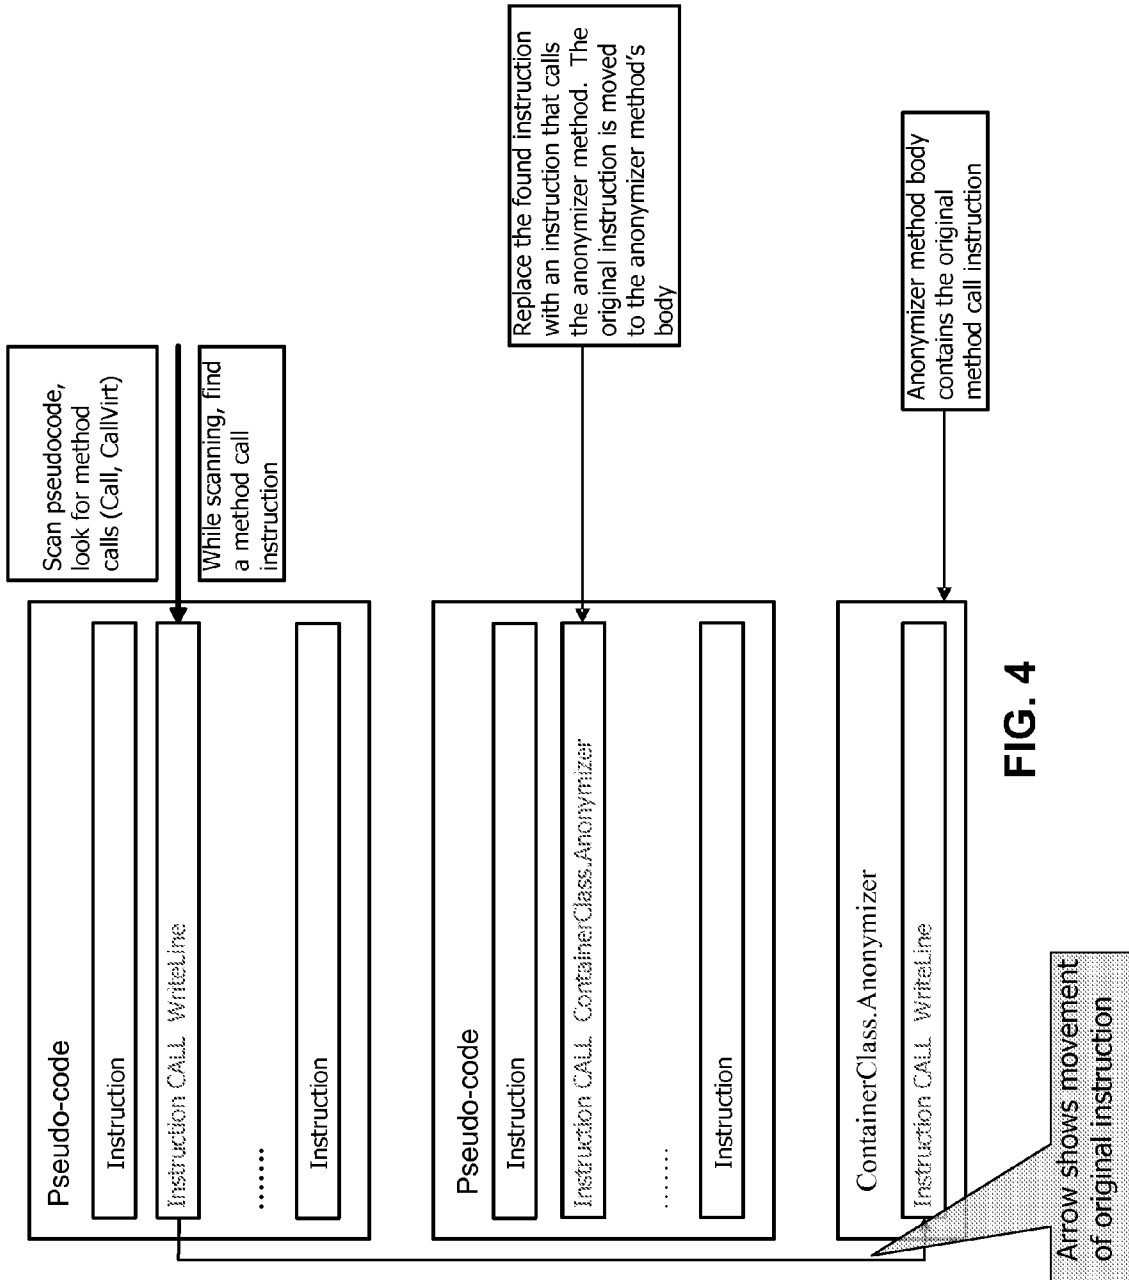 Pseudo-code
Instruction
Instruction CALL WriteLine
.......
Instruction
Scan pseudocode,
look for method
calls (Call, CallVirt)
While scanning, find
a method call
instruction
Pseudo-code
Instruction
Instruction CALL ContainerClass.Anonymizer
.......
Instruction
Replace the found instruction
with an instruction that calls
the anonymizer method. The
original instruction is moved
to the anonymizer method's
body
ContainerClass.Anonymizer
Instruction CALL WriteLine
Anonymizer method body
contains the original
method call instruction
Arrow shows movement
of original instruction
FIG. 4